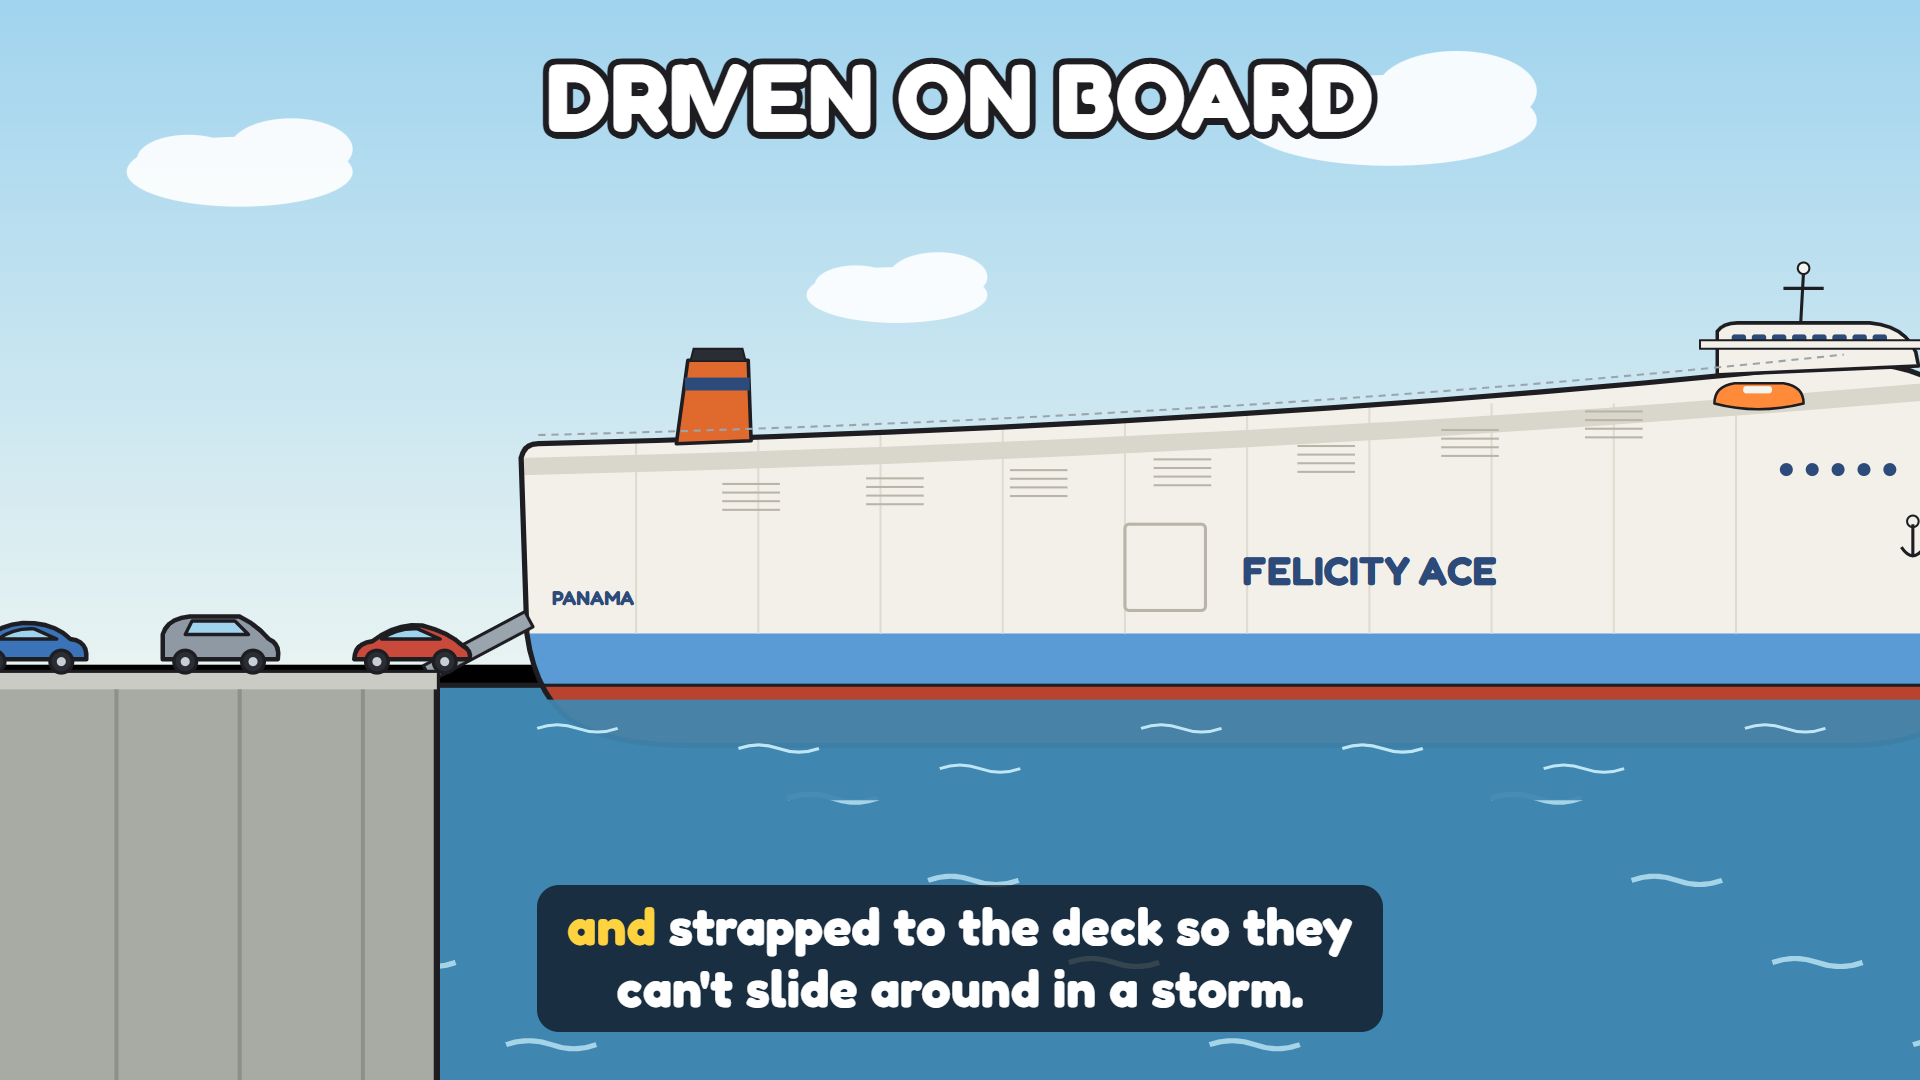 DRIVEN ON BOARD
PANAMA
FELICITY ACE
and strapped to the deck so they
can't slide around in a storm.